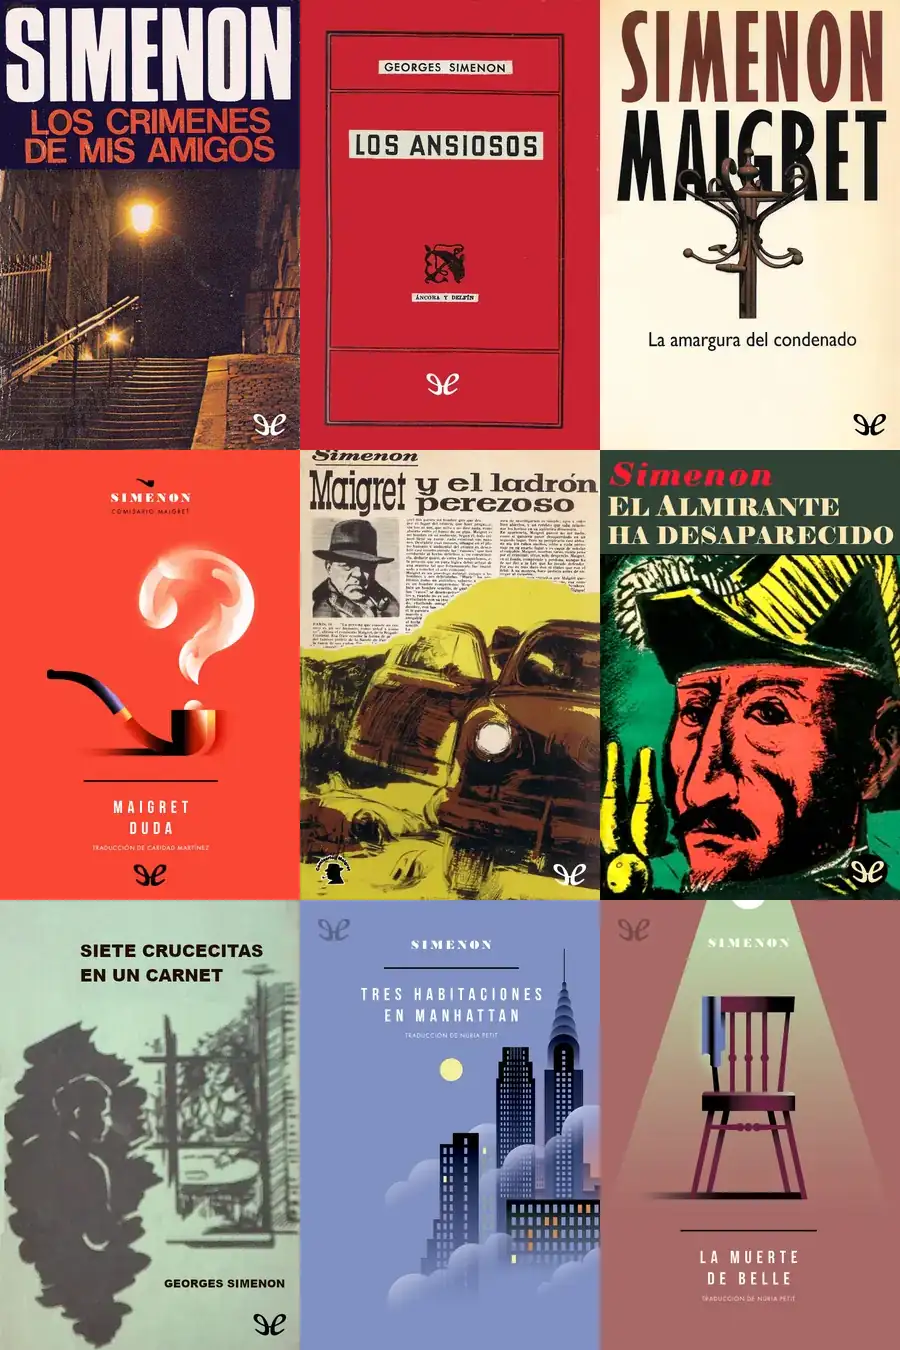 SIMENON
LOS CRIMENES
DE MIS AMIGOS
GEORGES SIMENON
LOS ANSIOSOS
ÁNCORA Y DELFÍN
SIMENON
MAIGRET
La amargura del condenado
SIMENON
COMISARIO MAIGRET
MAIGRET
DUDA
TRADUCCIÓN DE CARIDAD MARTÍNEZ
Simenon
Maigret y el ladrón
perezoso
Simenon
EL ALMIRANTE
HA DESAPARECIDO
SIETE CRUCECITAS
EN UN CARNET
GEORGES SIMENON
SIMENON
TRES HABITACIONES
EN MANHATTAN
TRADUCCIÓN DE NURIA PETIT
SIMENON
LA MUERTE
DE BELLE
TRADUCCIÓN DE NURIA PETIT